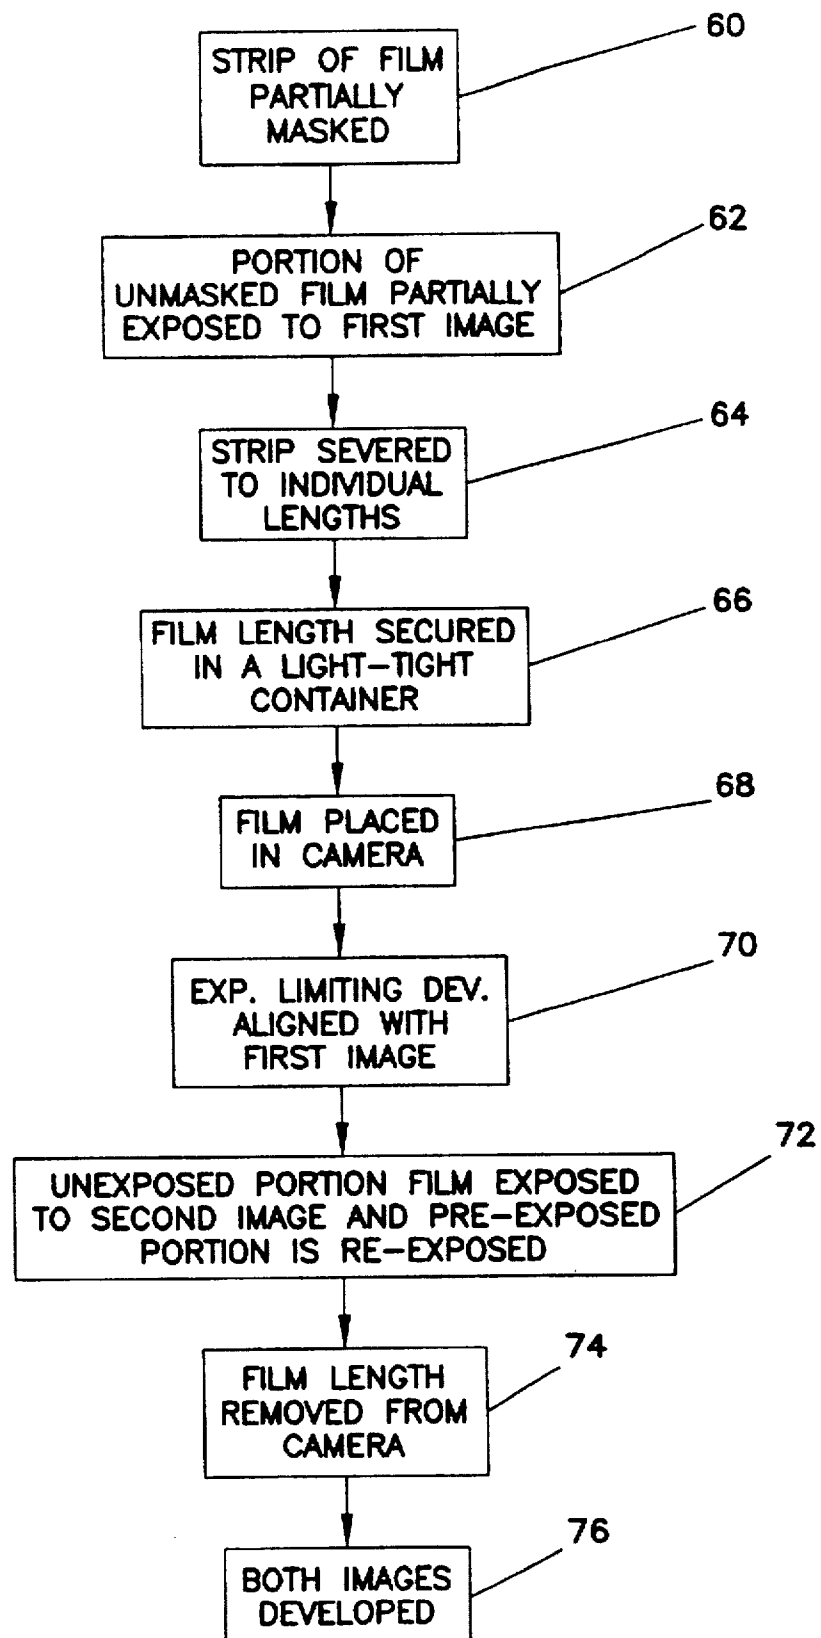 60
STRIP OF FILM
PARTIALLY
MASKED
62
PORTION OF
UNMASKED FILM PARTIALLY
EXPOSED TO FIRST IMAGE
64
STRIP SEVERED
TO INDIVIDUAL
LENGTHS
66
FILM LENGTH SECURED
IN A LIGHT-TIGHT
CONTAINER
68
FILM PLACED
IN CAMERA
70
EXP. LIMITING DEV.
ALIGNED WITH
FIRST IMAGE
72
UNEXPOSED PORTION FILM EXPOSED
TO SECOND IMAGE AND PRE-EXPOSED
PORTION IS RE-EXPOSED
74
FILM LENGTH
REMOVED FROM
CAMERA
76
BOTH IMAGES
DEVELOPED